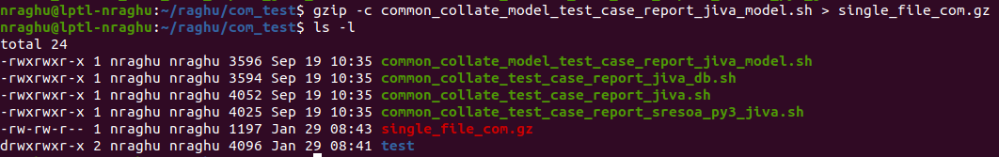 nraghu@lptl-nraghu:~/raghu/com_test$ gzip -c common_collate_model_test_case_report_jiva_model.sh > single_file_com.gz
nraghu@lptl-nraghu:~/raghu/com_test$ ls -l
total 24
-rwxrwxr-x 1 nraghu nraghu 3596 Sep 19 10:35 common_collate_model_test_case_report_jiva_model.sh
-rwxrwxr-x 1 nraghu nraghu 3594 Sep 19 10:35 common_collate_test_case_report_jiva_db.sh
-rwxrwxr-x 1 nraghu nraghu 4052 Sep 19 10:35 common_collate_test_case_report_jiva.sh
-rwxrwxr-x 1 nraghu nraghu 4025 Sep 19 10:35 common_collate_test_case_report_sresoa_py3_jiva.sh
-rw-rw-r-- 1 nraghu nraghu 1197 Jan 29 08:43 single_file_com.gz
drwxrwxr-x 2 nraghu nraghu 4096 Jan 29 08:41 test